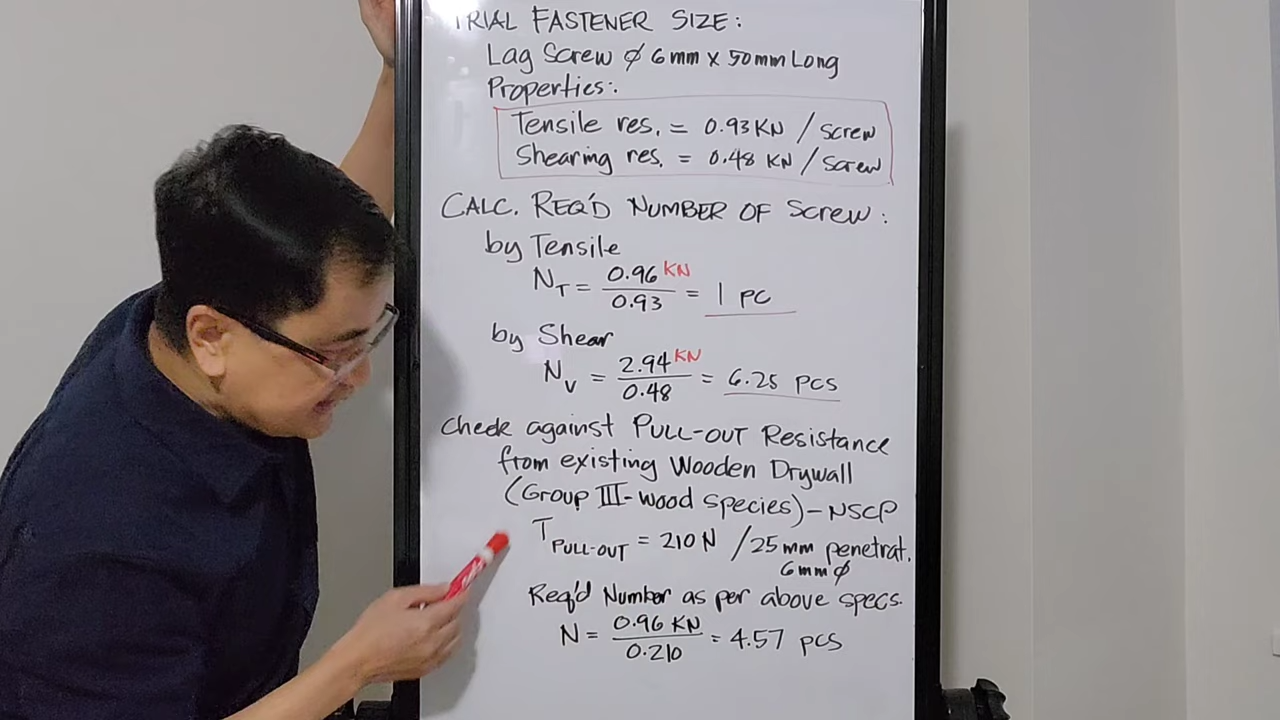 TRIAL FASTENER SIZE:
Lag Screw ϕ 6mm x 50mm Long
Properties:
Tensile res. = 0.93 KN / screw
Shearing res. = 0.48 KN / screw
CALC. REQ'D NUMBER OF Screw:
by Tensile
N_T = 0.96 KN / 0.93 = 1 PC
by Shear
N_V = 2.94 KN / 0.48 = 6.25 PCS
Check against PULL-OUT Resistance
from existing Wooden Drywall
(Group III-wood species) - NSCP
T PULL-OUT = 210 N / 25 mm penetrat.
6mm ϕ
Req'd Number as per above specs.
N = 0.96 KN / 0.210 = 4.57 pcs